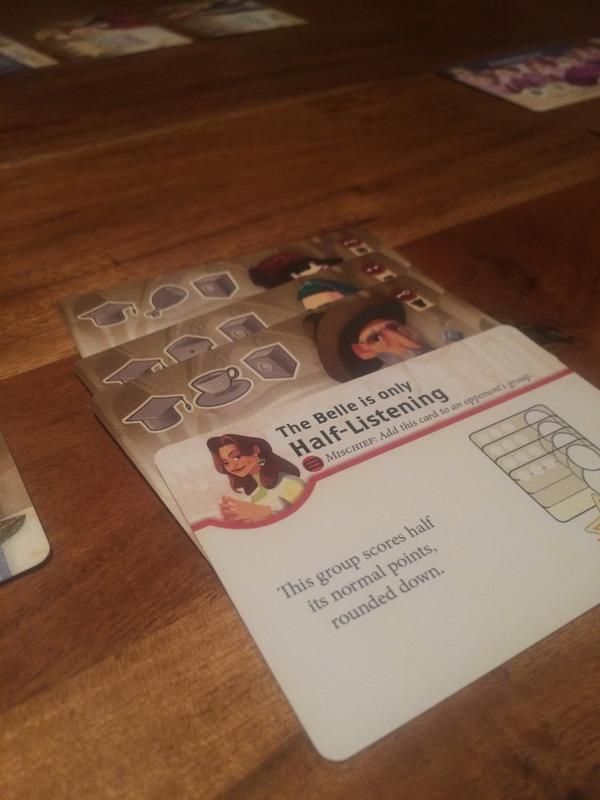 The Belle is only
Half-Listening
MISCHIEF: Add this card to an opponent's group.
This group scores half
its normal points,
rounded down.